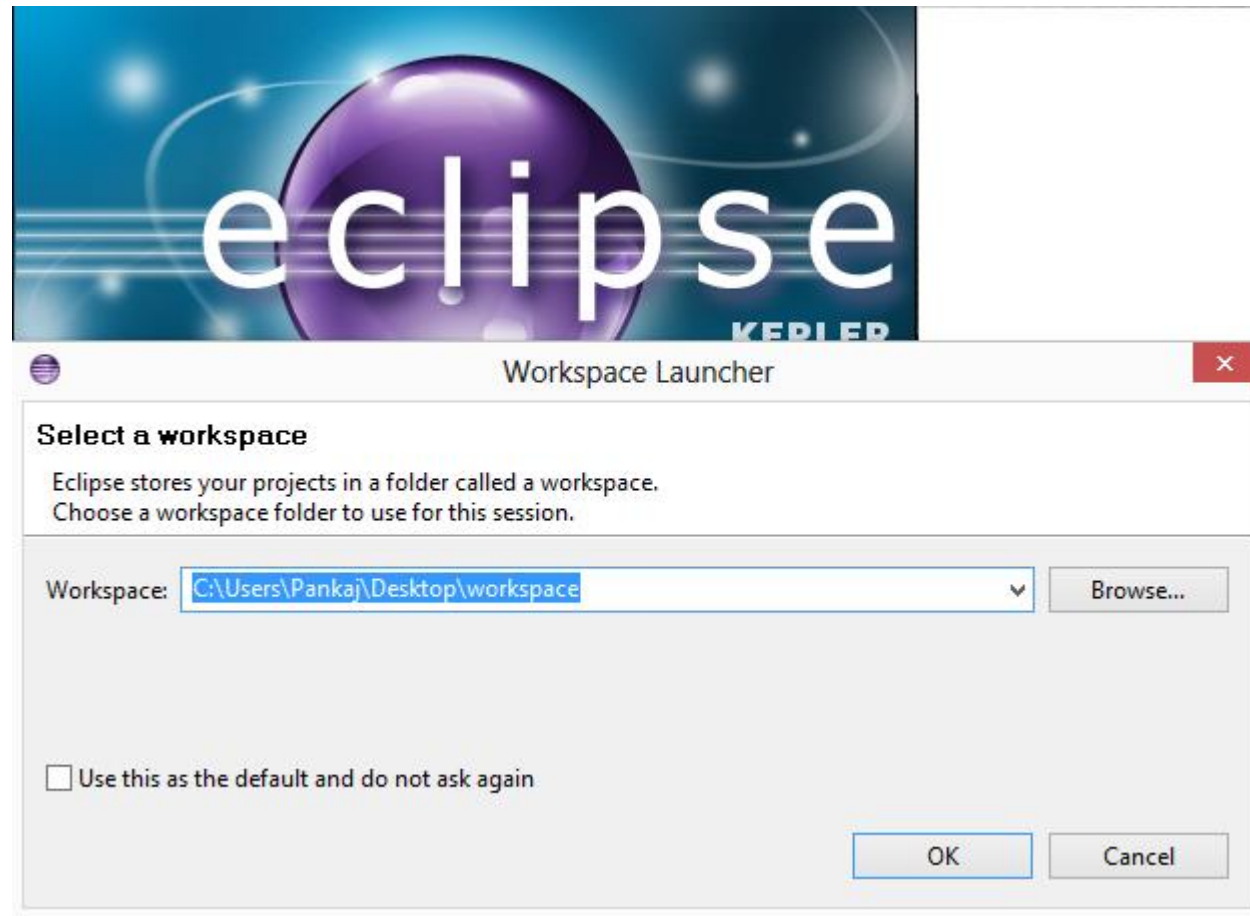 eclipse
KEPLER
Workspace Launcher
Select a workspace
Eclipse stores your projects in a folder called a workspace.
Choose a workspace folder to use for this session.
Workspace: C:\Users\Pankaj\Desktop\workspace Browse...
Use this as the default and do not ask again
OK Cancel